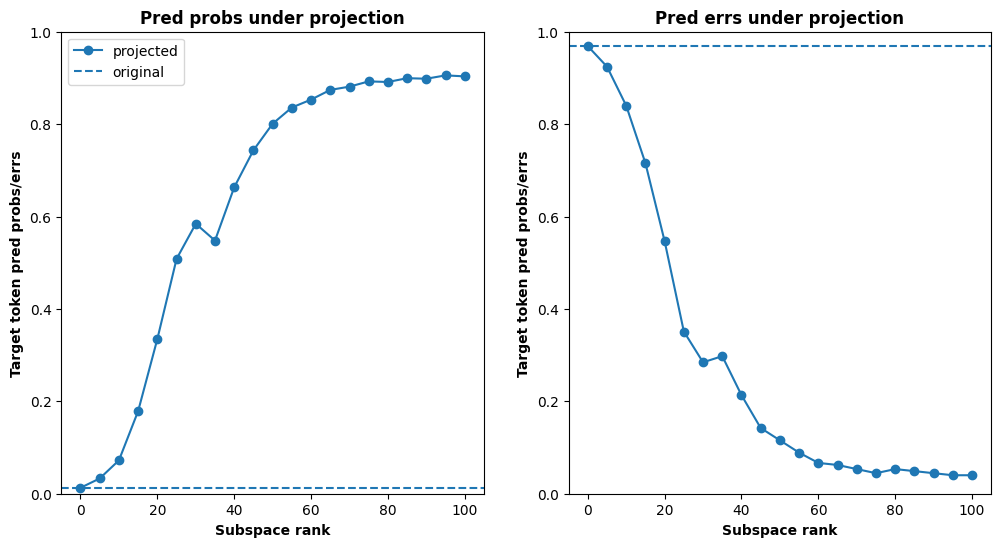 Pred probs under projection
Target token pred probs/errs
1.0
0.8
0.6
0.4
0.2
0.0
projected
original
0 20 40 60 80 100
Subspace rank
Pred errs under projection
Target token pred probs/errs
1.0
0.8
0.6
0.4
0.2
0.0
0 20 40 60 80 100
Subspace rank